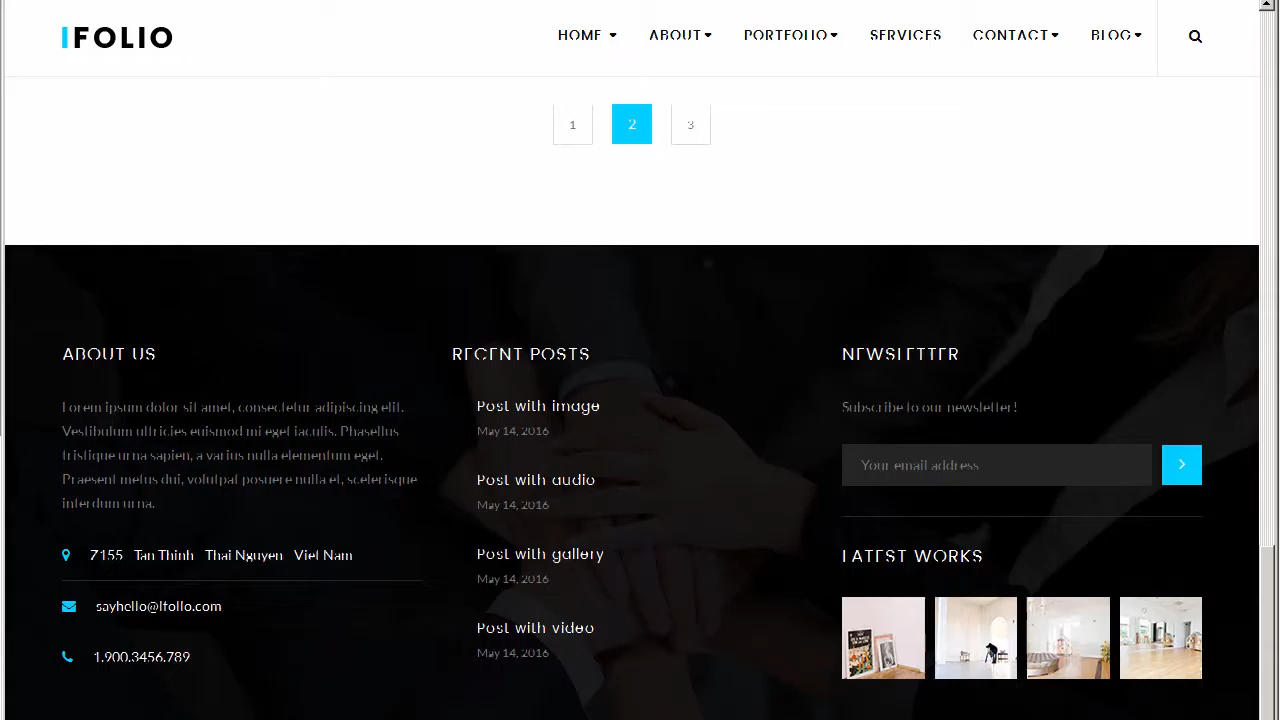 IFOLIO
HOME ABOUT PORTFOLIO SERVICES CONTACT BLOG
1 2 3
ABOUT US
Lorem ipsum dolor sit amet, consectetur adipiscing elit.
Vestibulum ultricies euismod mi eget iaculis. Phasellus
tristique urna sapien, a varius nulla elementum eget.
Praesent metus dui, volutpat posuere nulla et, scelerisque
interdum urna.
Z155 Tan Thinh Thai Nguyen Viet Nam
sayhello@Ifolio.com
1.900.3456.789
RECENT POSTS
Post with image
May 14, 2016
Post with audio
May 14, 2016
Post with gallery
May 14, 2016
Post with video
May 14, 2016
NEWSLETTER
Subscribe to our newsletter!
Your email address
LATEST WORKS